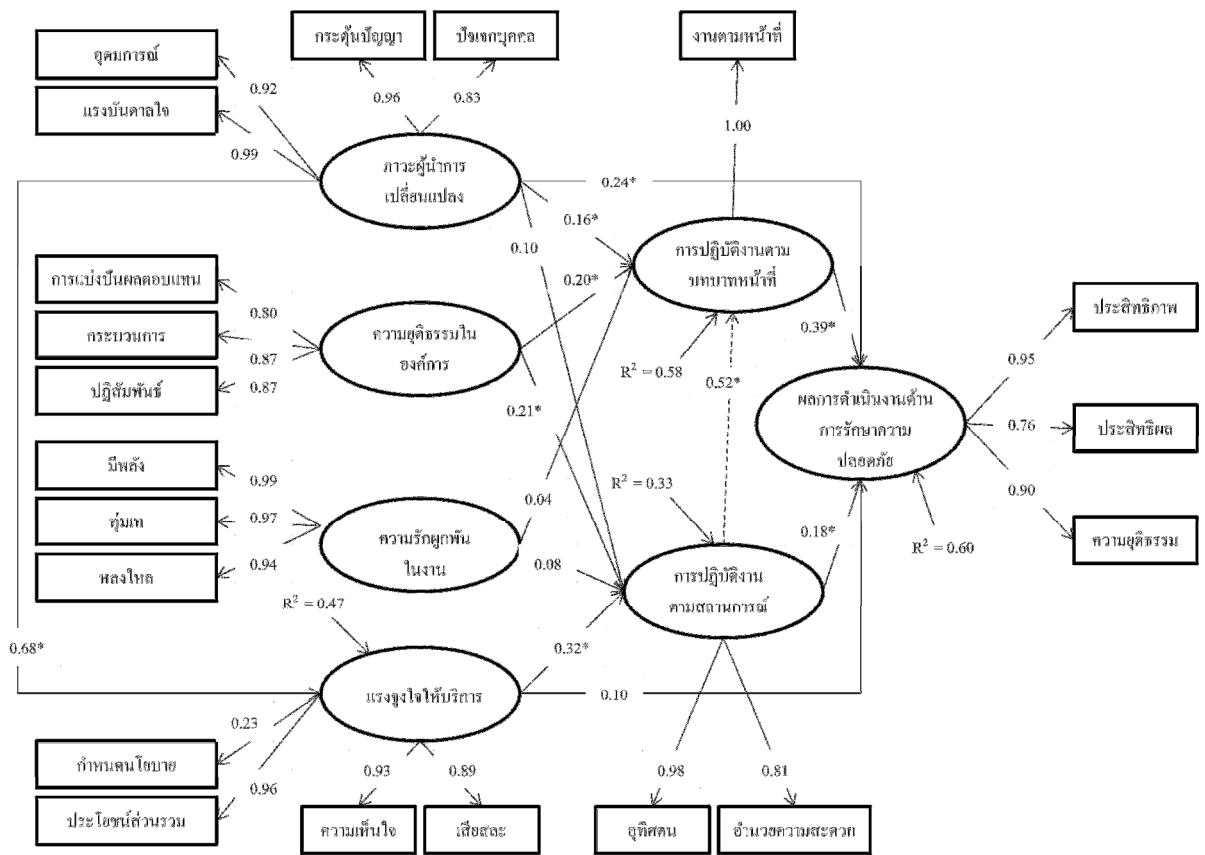 กระตุ้นปัญญา
ปัจเจกบุคคล
งานตามหน้าที่
อุดมการณ์
แรงบันดาลใจ
0.92
0.96
0.83
0.99
1.00
ภาวะผู้นำการ
เปลี่ยนแปลง
0.24*
0.16*
0.10
การปฏิบัติงานตาม
บทบาทหน้าที่
การแบ่งปันผลตอบแทน
0.80
0.20*
กระบวนการ
0.87
ความยุติธรรมใน
องค์การ
ปฏิสัมพันธ์
0.87
0.21*
R² = 0.58
0.39*
0.52*
ประสิทธิภาพ
0.95
ผลการดำเนินงานด้าน
การรักษาความ
ปลอดภัย
0.76
ประสิทธิผล
0.90
ความยุติธรรม
มีพลัง
0.99
ทุ่มเท
0.97
หลงใหล
0.94
ความรักผูกพัน
ในงาน
0.04
0.08
R² = 0.33
0.18*
R² = 0.60
การปฏิบัติงาน
ตามสถานการณ์
R² = 0.47
0.68*
0.32*
แรงจูงใจให้บริการ
0.10
0.23
กำหนดนโยบาย
0.96
ประโยชน์ส่วนรวม
0.93
0.89
0.98
0.81
ความเห็นใจ
เสียสละ
อุทิศตน
อำนวยความสะดวก